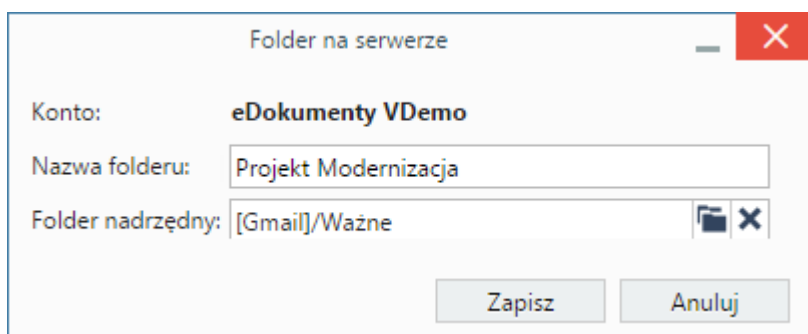 Folder na serwerze
Konto: eDokumenty VDemo
Nazwa folderu: Projekt Modernizacja
Folder nadrzędny: [Gmail]/Ważne
Zapisz Anuluj